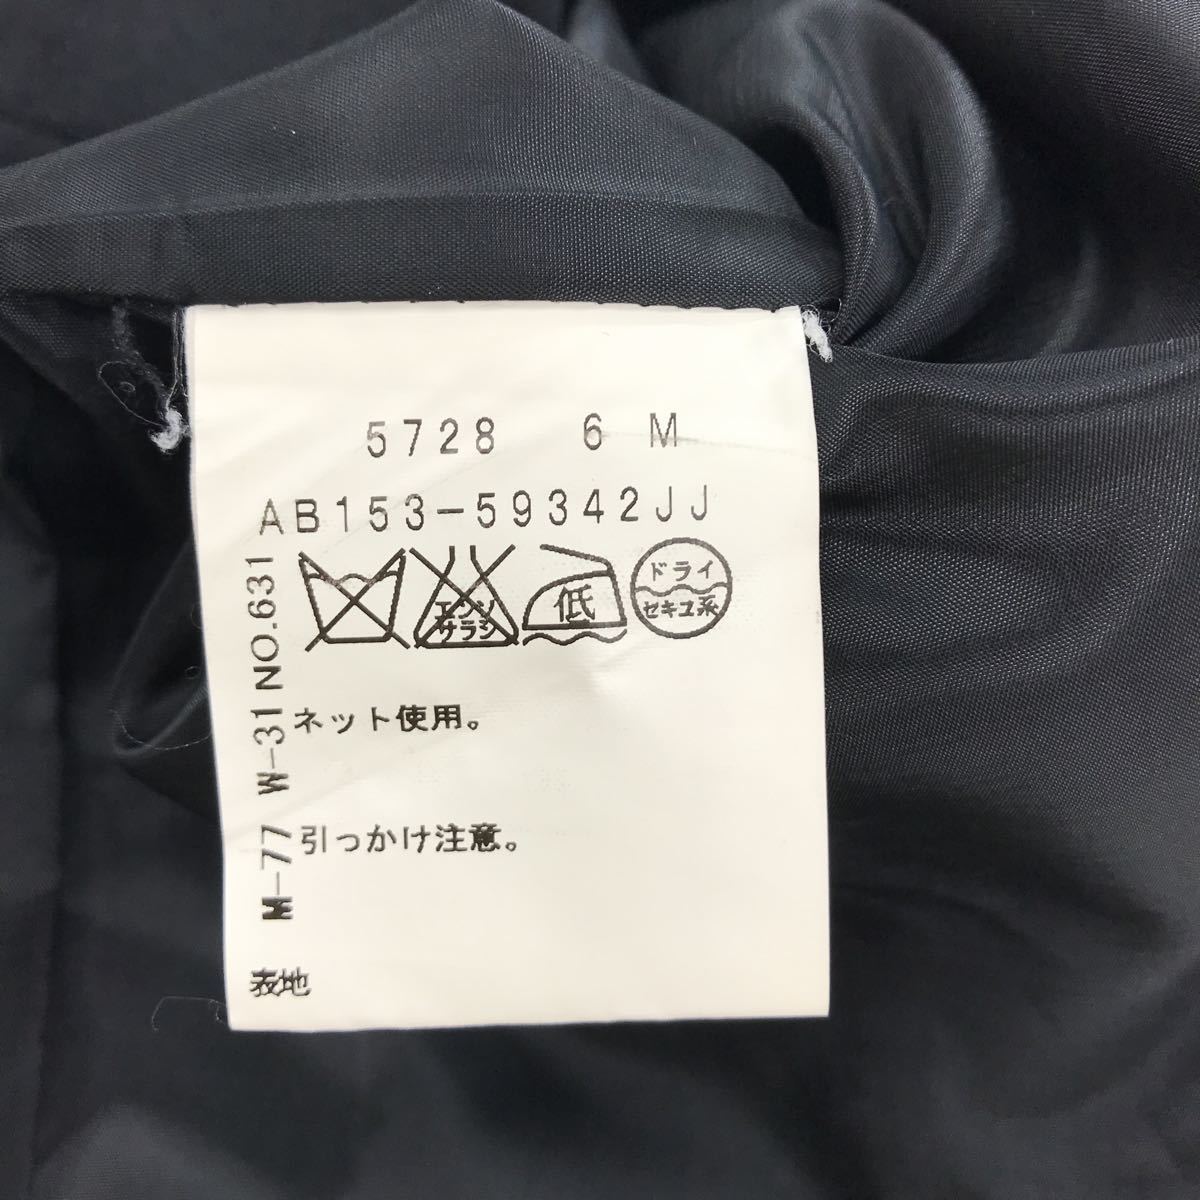 5728 6 M
AB153-59342JJ
エンソ
サラシ
低
ドライ
セキユ系
ネット使用。
引っかけ注意。
表地
M-77 W-31 NO.631